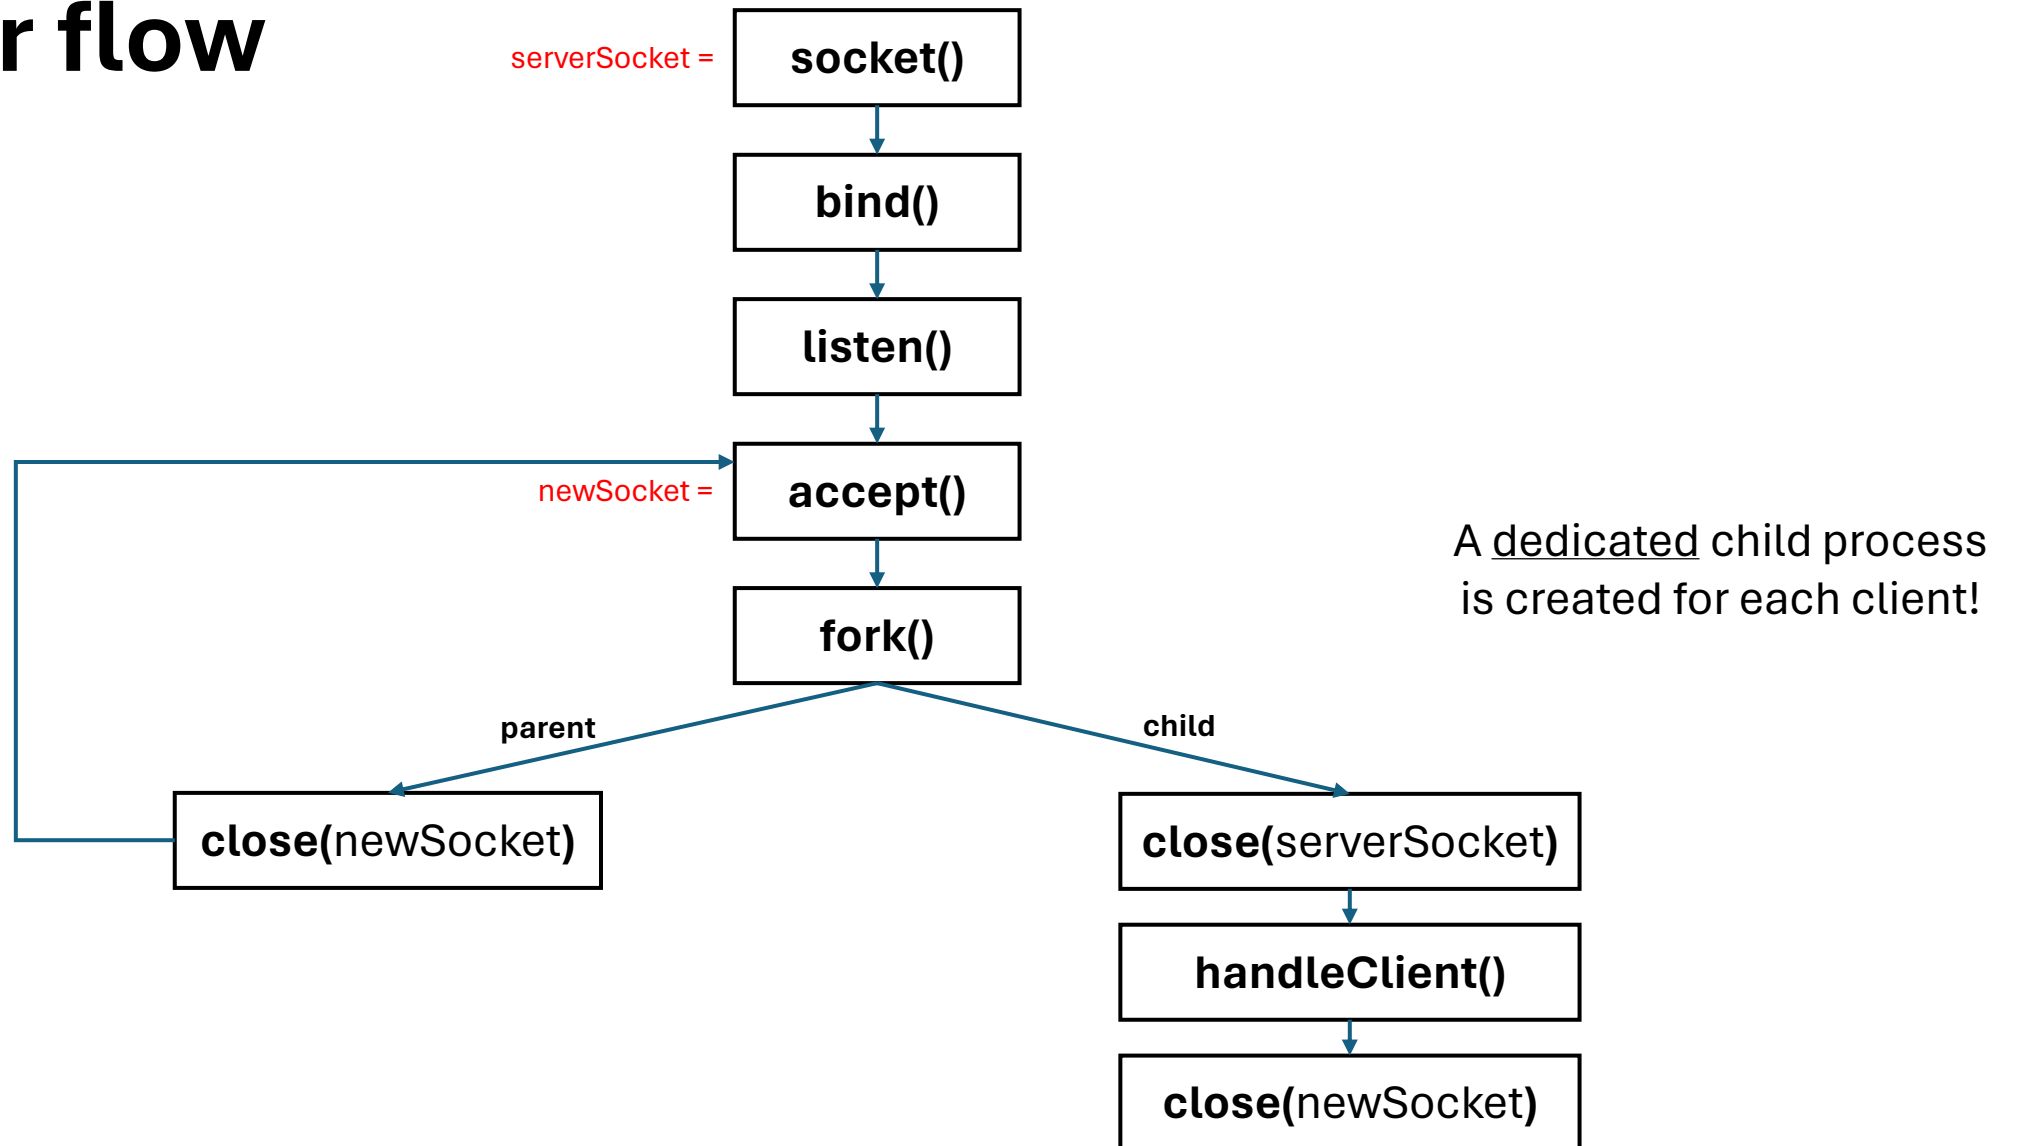 r flow
serverSocket =
socket()
bind()
listen()
newSocket =
accept()
fork()
A dedicated child process
is created for each client!
parent
child
close(newSocket)
close(serverSocket)
handleClient()
close(newSocket)